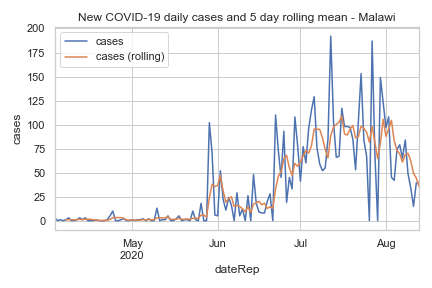 New COVID-19 daily cases and 5 day rolling mean - Malawi
cases
cases (rolling)
200
175
150
125
100
75
50
25
0
cases
May
2020
Jun
Jul
Aug
dateRep